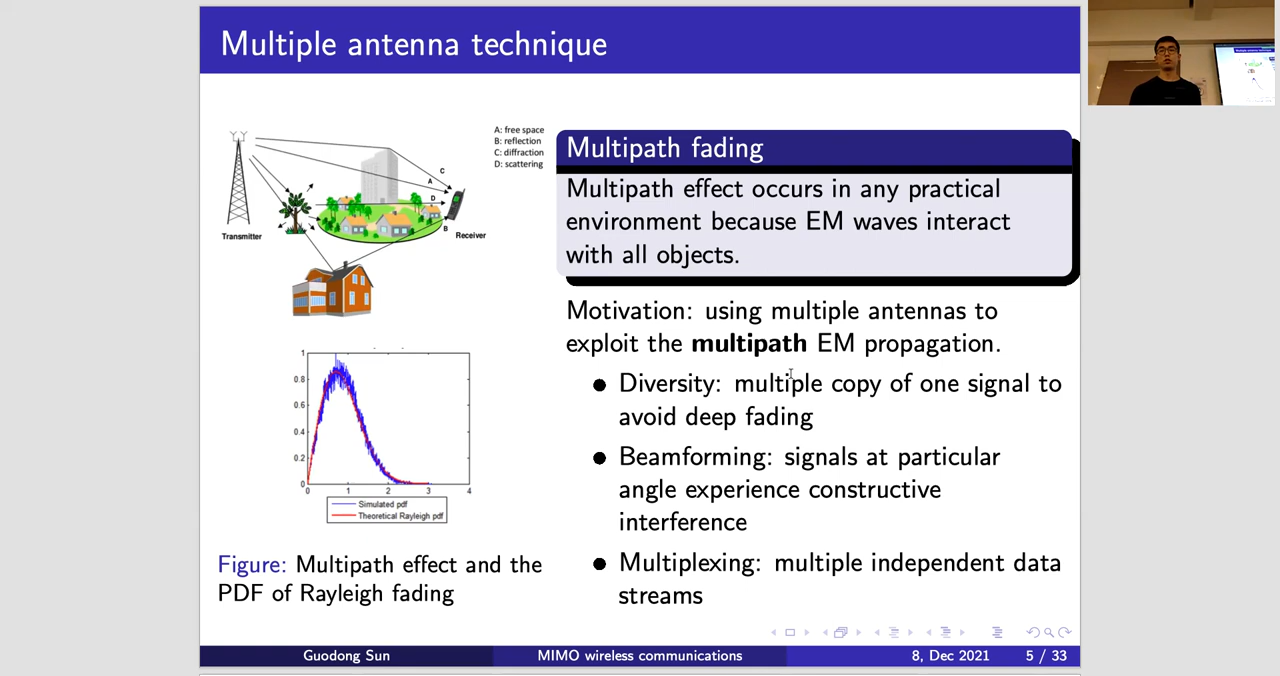 Multiple antenna technique
A: free space
B: reflection
C: diffraction
D: scattering
C
A
D
B
Transmitter
Receiver
1
0.8
0.6
0.4
0.2
0
0 1 2 3 4
Simulated pdf
Theoretical Rayleigh pdf
Figure: Multipath effect and the
PDF of Rayleigh fading
Multipath fading
Multipath effect occurs in any practical
environment because EM waves interact
with all objects.
Motivation: using multiple antennas to
exploit the multipath EM propagation.
Diversity: multiple copy of one signal to
avoid deep fading
Beamforming: signals at particular
angle experience constructive
interference
Multiplexing: multiple independent data
streams
Guodong Sun
MIMO wireless communications
8, Dec 2021
5 / 33